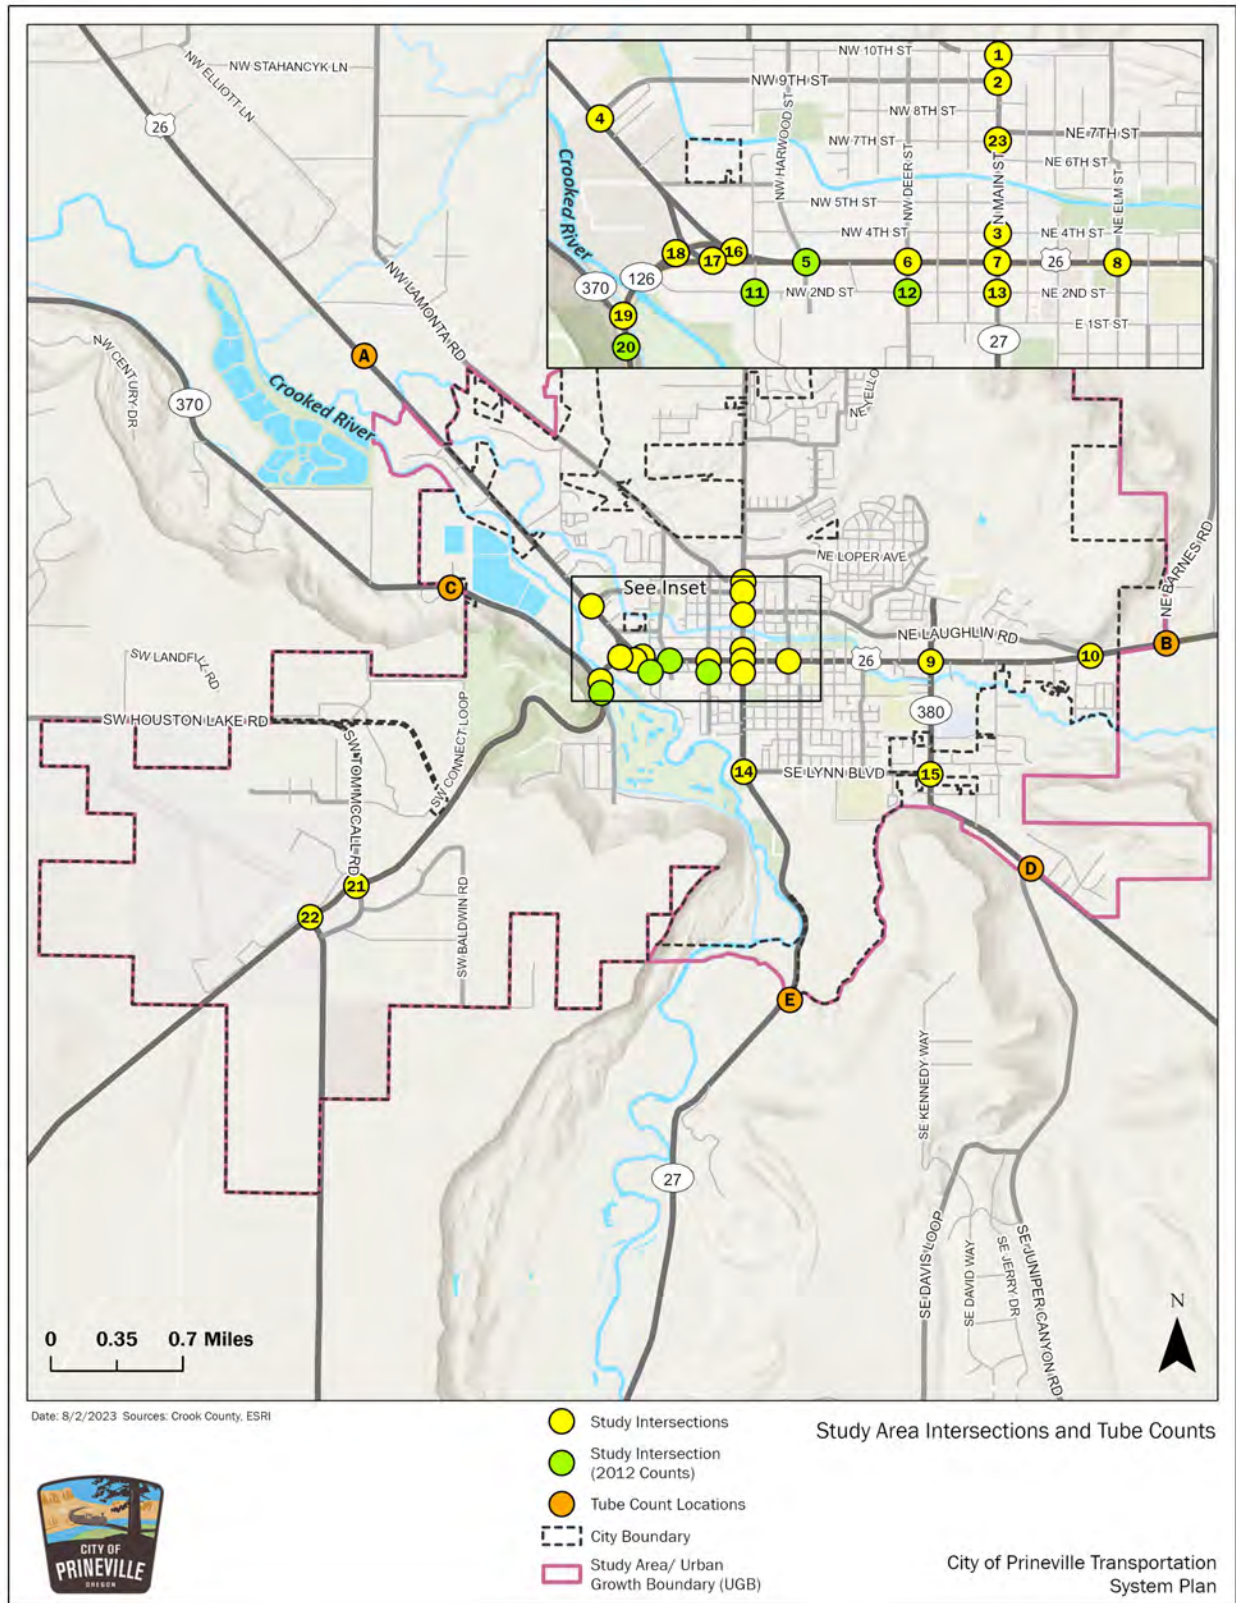 NW STAHANCYK LN
NW ELLIOTT LN
26
NW LAMONTA RD
NW CENTURY DR
370
Crooked River
A
C
NW 10TH ST
1
NW 9TH ST
2
4
NW HARWOOD ST
NW 8TH ST
NW 7TH ST
23
NE 7TH ST
NE 6TH ST
Crooked River
NW DEER ST
N MAIN ST
NE ELM ST
NW 5TH ST
NW 4TH ST
3
NE 4TH ST
18
17
16
5
6
7
26
8
370
126
11
NW 2ND ST
12
13
NE 2ND ST
19
20
E 1ST ST
27
NE YELLO
NE LOPER AVE
NE BARNES RD
See Inset
NE LAUGHLIN RD
B
10
26
9
380
SW LANDFILL RD
SW HOUSTON LAKE RD
SW TOM MCCALL RD
SW CONNECT LOOP
14
SE LYNN BLVD
15
21
22
SW BALDWIN RD
D
E
SE KENNEDY WAY
27
SE DAVIS LOOP
SE DAVID WAY
SE JERRY DR
SE JUNIPER CANYON RD
N
0 0.35 0.7 Miles
Date: 8/2/2023 Sources: Crook County, ESRI
Study Intersections
Study Intersection
(2012 Counts)
Tube Count Locations
City Boundary
Study Area/ Urban
Growth Boundary (UGB)
Study Area Intersections and Tube Counts
CITY OF
PRINEVILLE
OREGON
City of Prineville Transportation
System Plan